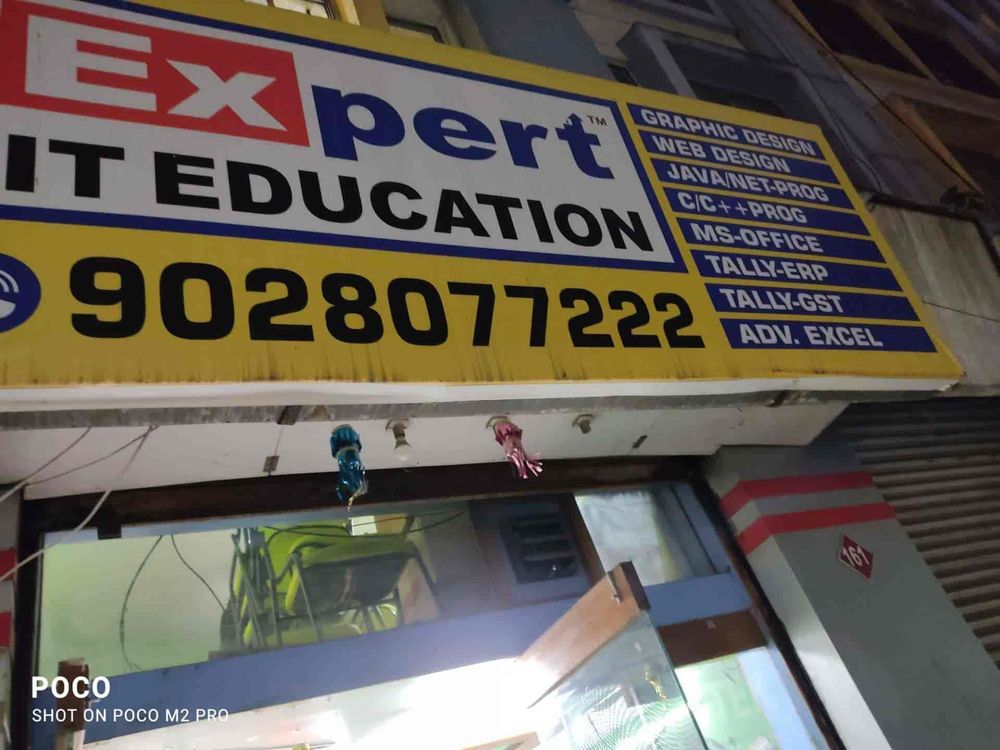 Expert™
IT EDUCATION
9028077222
GRAPHIC DESIGN
WEB DESIGN
JAVA/NET-PROG
C/C++PROG
MS-OFFICE
TALLY-ERP
TALLY-GST
ADV. EXCEL
161
POCO
SHOT ON POCO M2 PRO